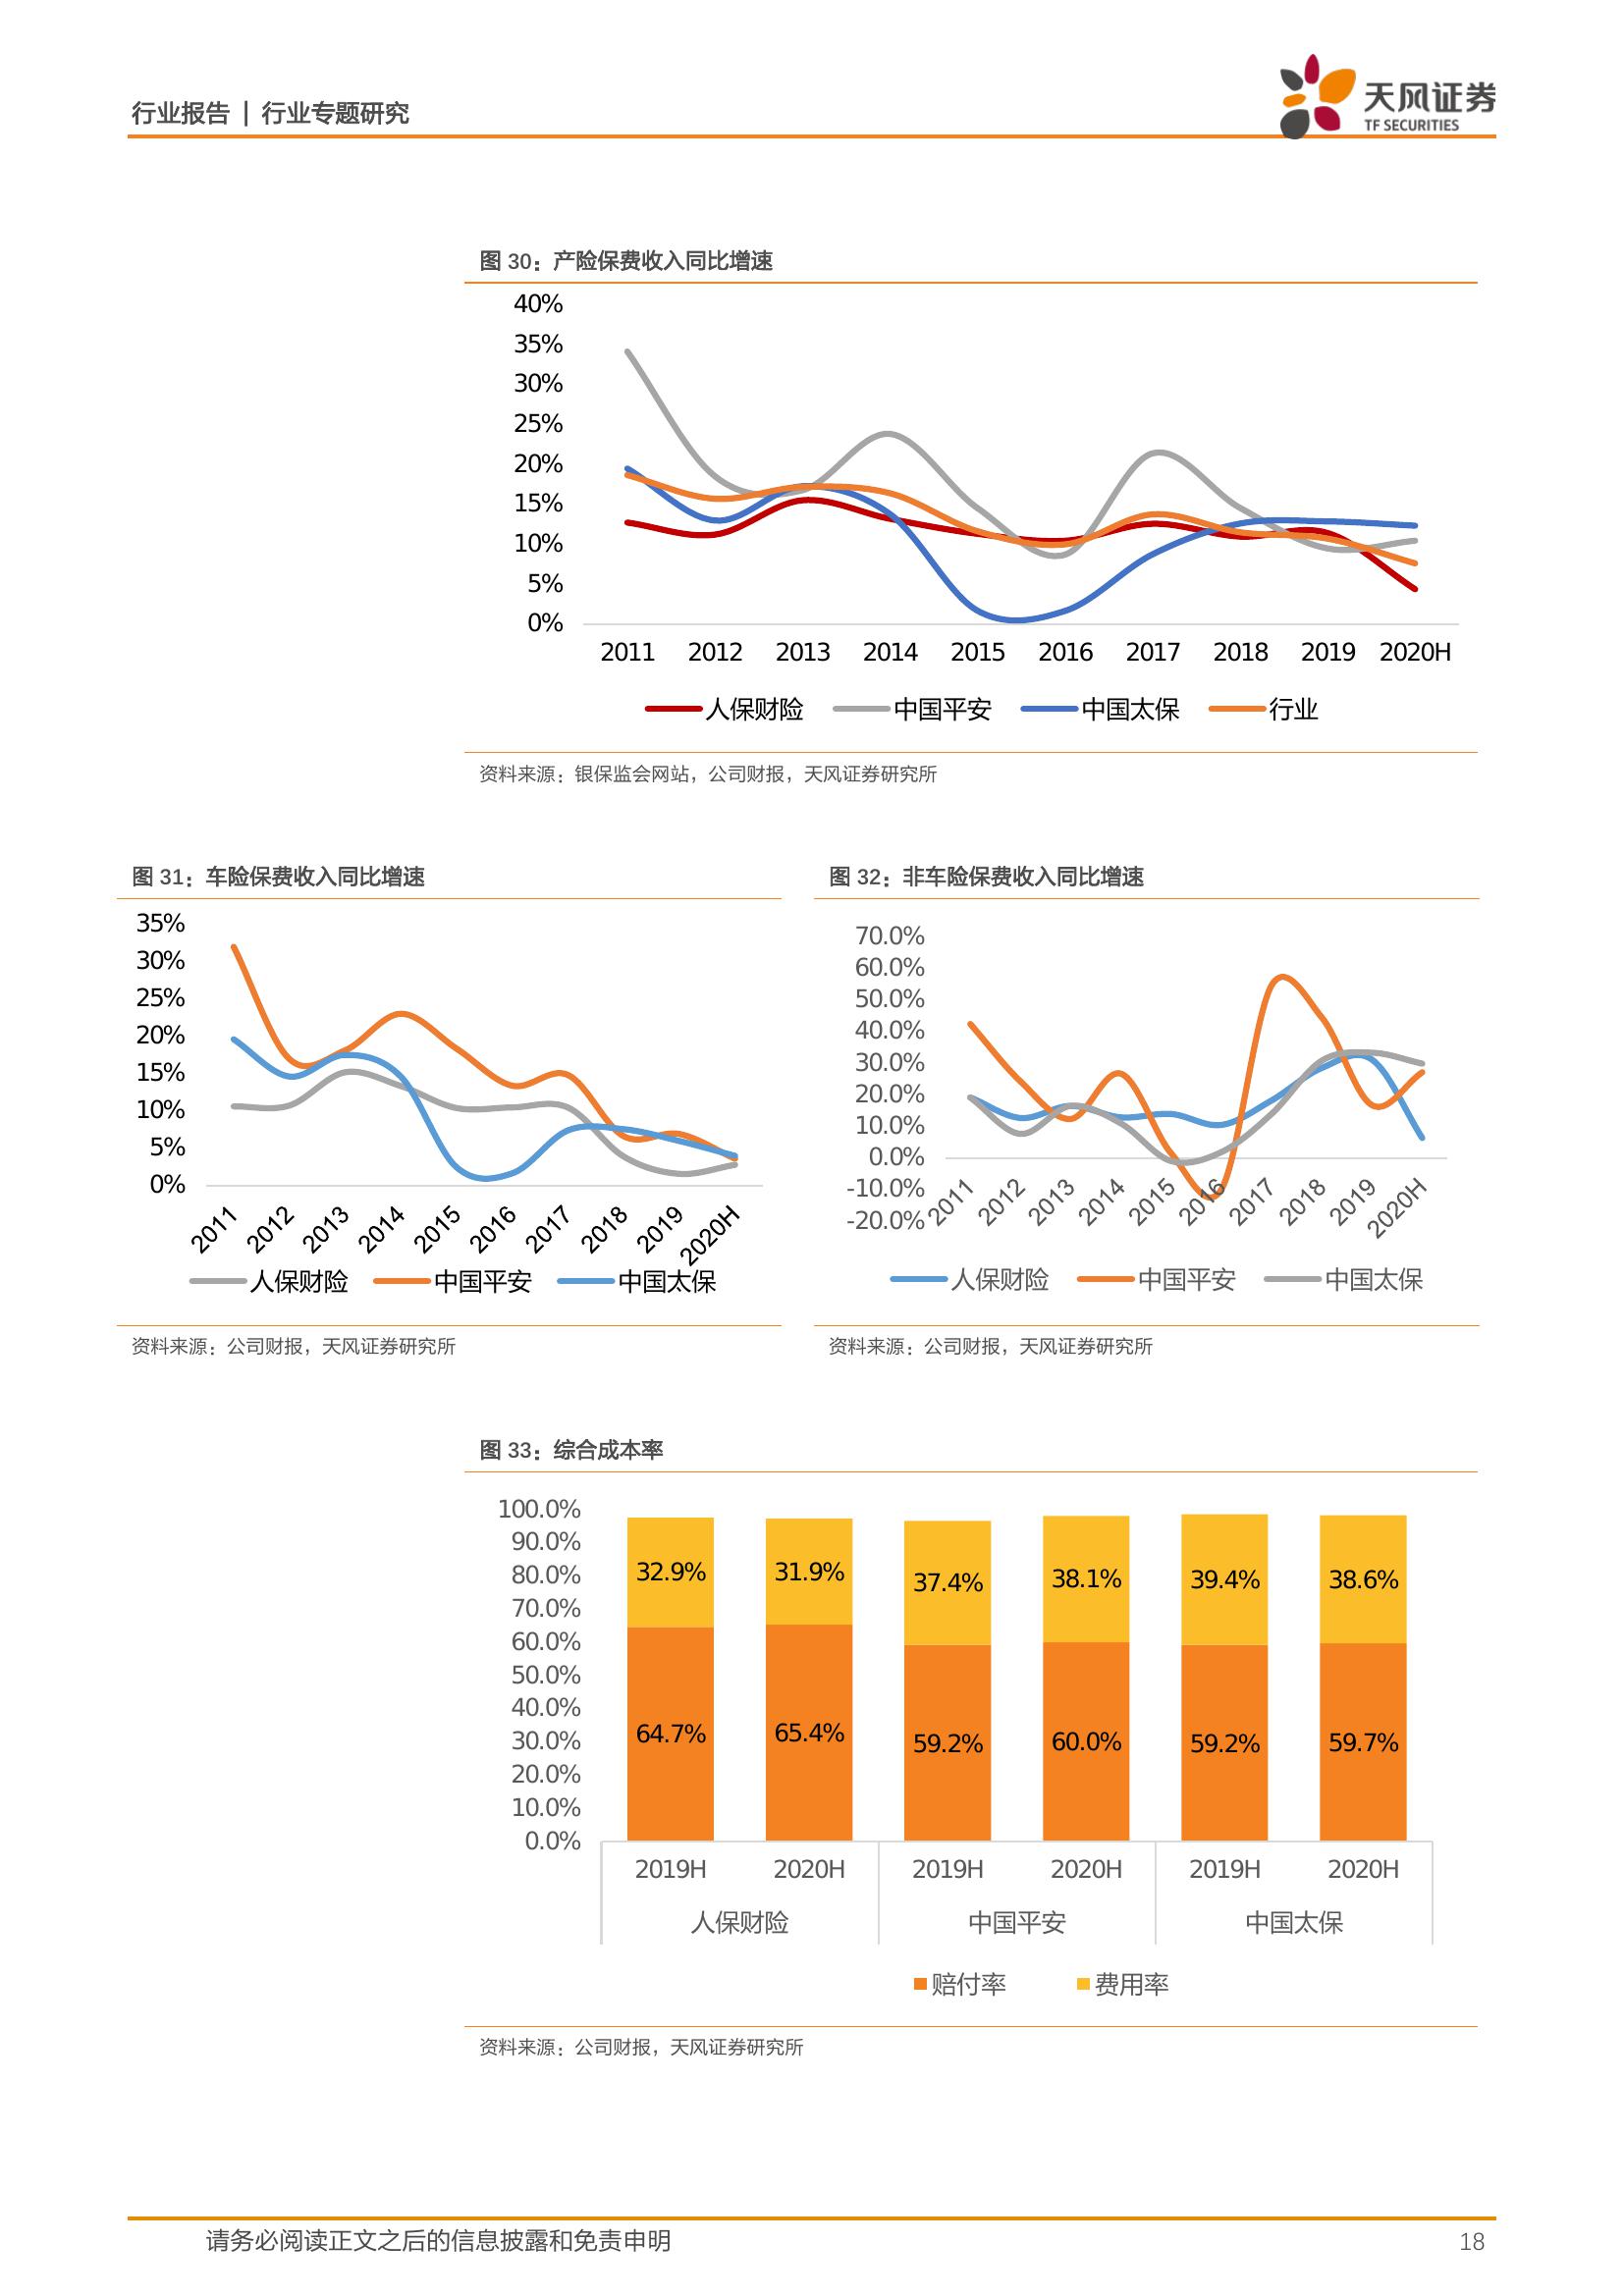 行业报告 | 行业专题研究
天风证券
TF SECURITIES
图 30：产险保费收入同比增速
40%
35%
30%
25%
20%
15%
10%
5%
0%
2011 2012 2013 2014 2015 2016 2017 2018 2019 2020H
人保财险 中国平安 中国太保 行业
资料来源：银保监会网站，公司财报，天风证券研究所
图 31：车险保费收入同比增速
35%
30%
25%
20%
15%
10%
5%
0%
2011 2012 2013 2014 2015 2016 2017 2018 2019 2020H
人保财险 中国平安 中国太保
资料来源：公司财报，天风证券研究所
图 32：非车险保费收入同比增速
70.0%
60.0%
50.0%
40.0%
30.0%
20.0%
10.0%
0.0%
-10.0%
-20.0%
2011 2012 2013 2014 2015 2016 2017 2018 2019 2020H
人保财险 中国平安 中国太保
资料来源：公司财报，天风证券研究所
图 33：综合成本率
100.0%
90.0%
80.0%
70.0%
60.0%
50.0%
40.0%
30.0%
20.0%
10.0%
0.0%
32.9% 31.9% 37.4% 38.1% 39.4% 38.6%
64.7% 65.4% 59.2% 60.0% 59.2% 59.7%
2019H 2020H 2019H 2020H 2019H 2020H
人保财险 中国平安 中国太保
赔付率 费用率
资料来源：公司财报，天风证券研究所
请务必阅读正文之后的信息披露和免责申明 18